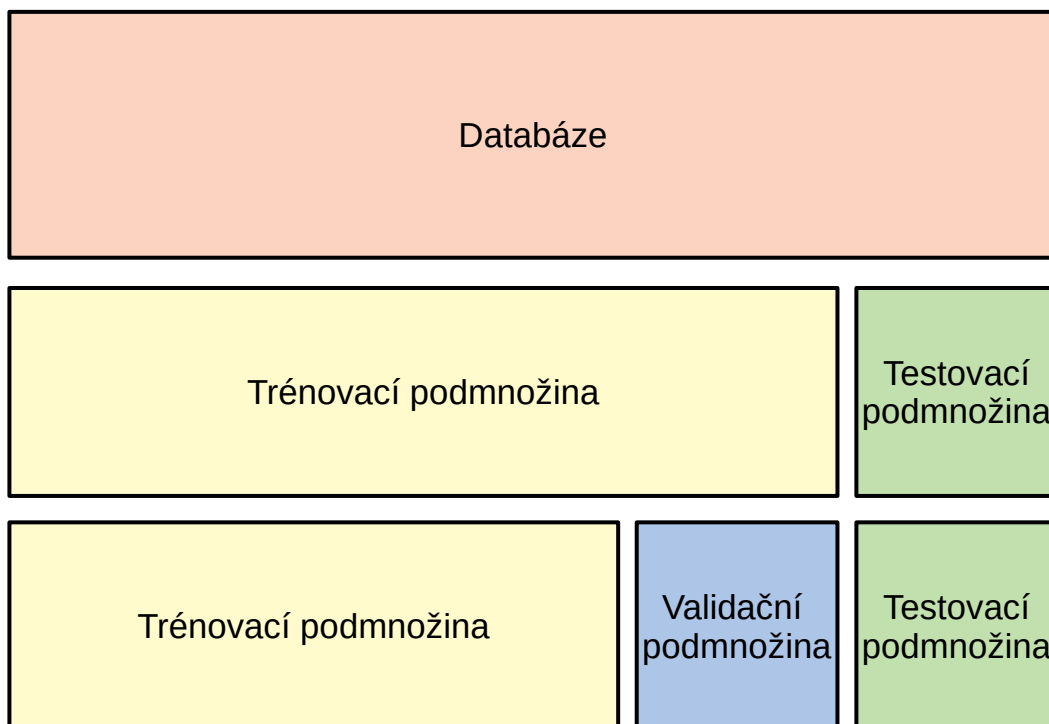 Databáze
Trénovací podmnožina
Testovací
podmnožina
Trénovací podmnožina
Validační
podmnožina
Testovací
podmnožina